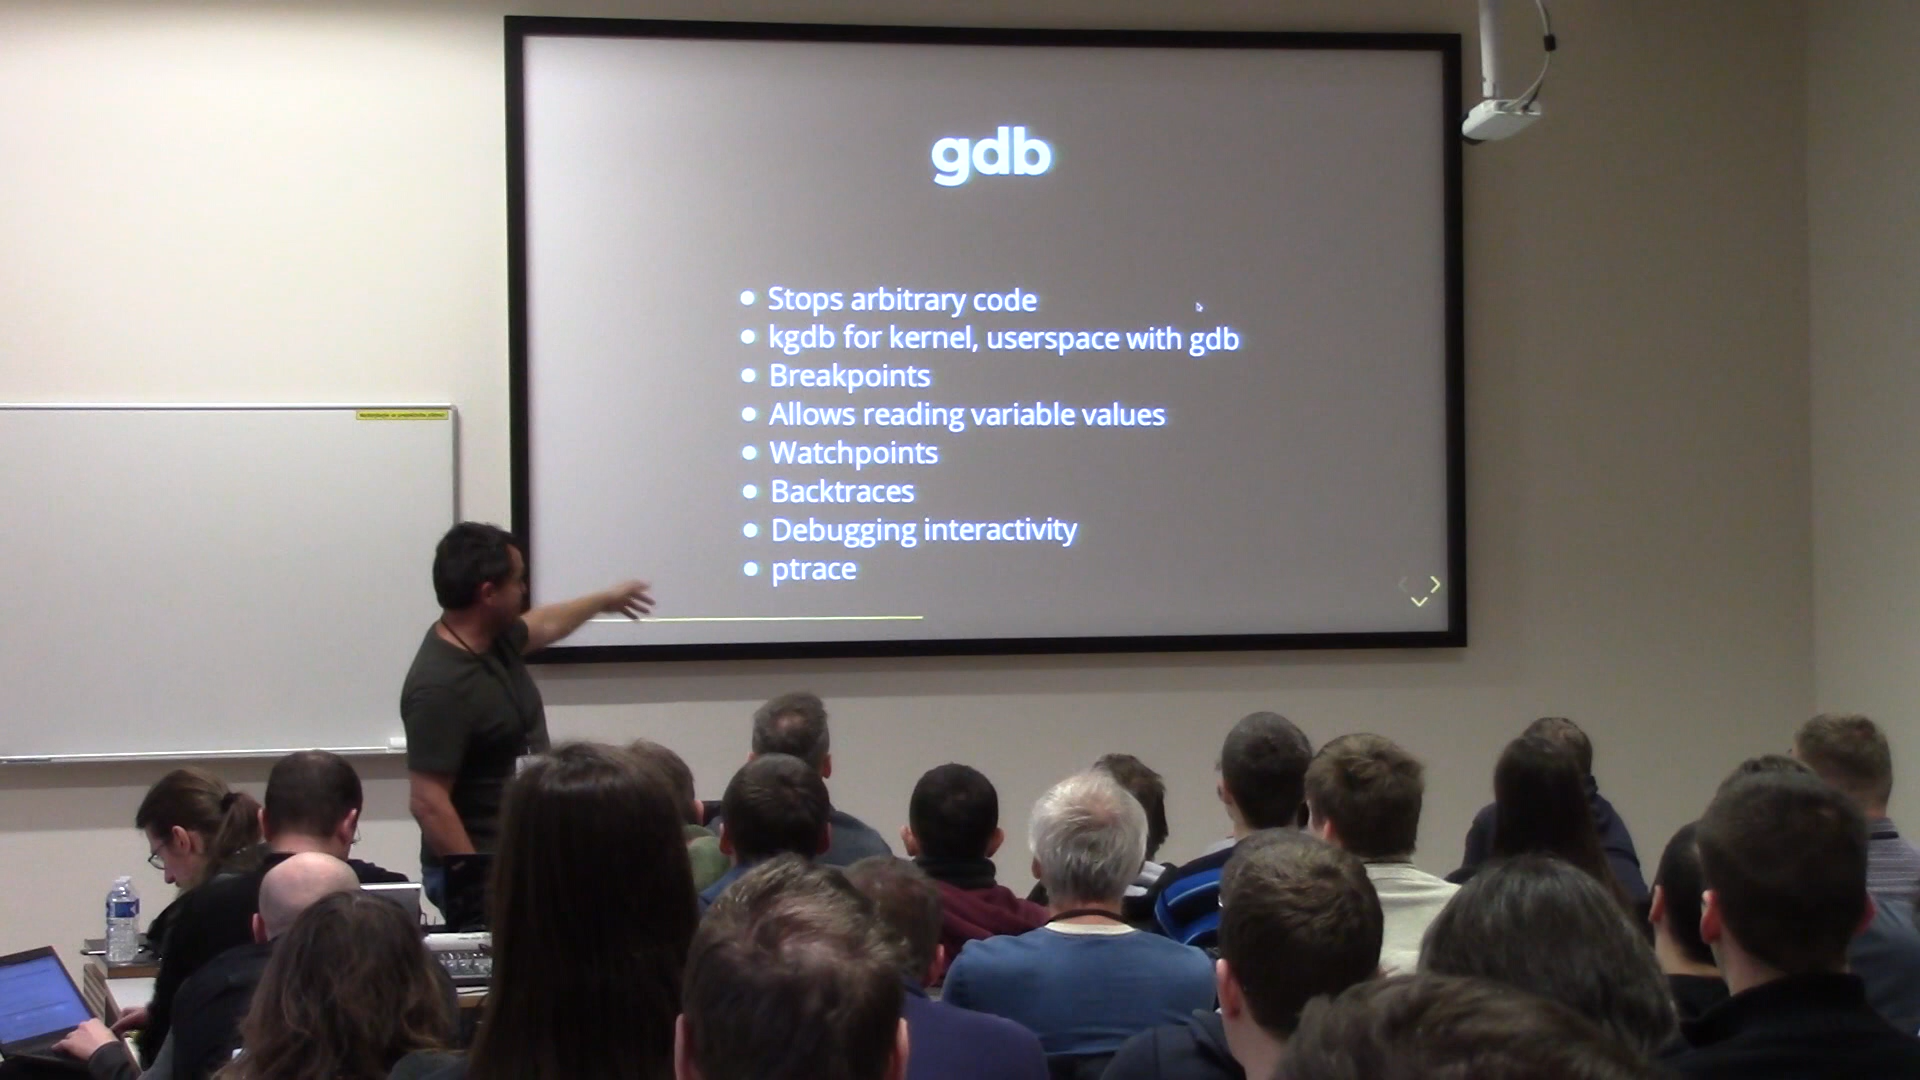 gdb
Stops arbitrary code
kgdb for kernel, userspace with gdb
Breakpoints
Allows reading variable values
Watchpoints
Backtraces
Debugging interactivity
ptrace